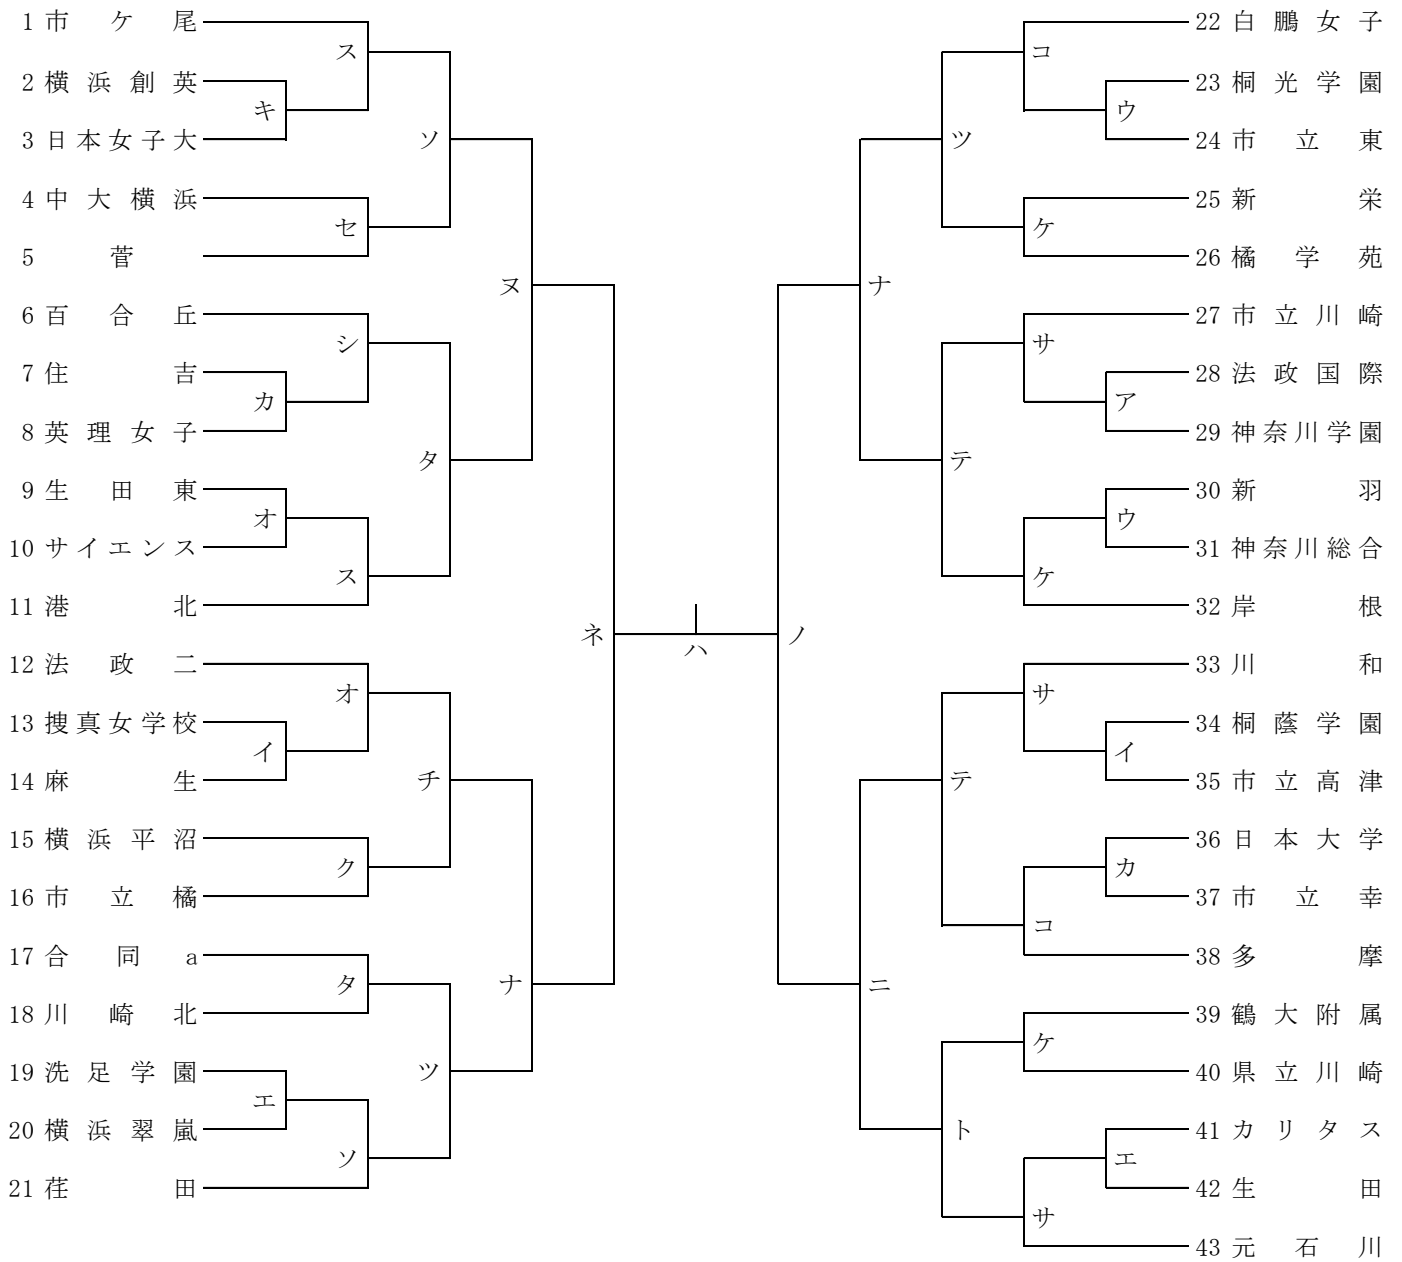 1 市ケ尾
ス
2 横浜創英
キ
3 日本女子大
ソ
4 中大横浜
セ
5 菅
ヌ
6 百合丘
シ
7 住吉
カ
8 英理女子
タ
9 生田東
オ
10 サイエンス
ス
11 港北
ネ
12 法政二
オ
13 捜真女学校
イ
14 麻生
チ
15 横浜平沼
ク
16 市立橘
17 合同a
タ
ナ
18 川崎北
19 洗足学園
ツ
エ
20 横浜翠嵐
ソ
21 荏田
ハ
22 白鵬女子
コ
23 桐光学園
ウ
24 市立東
ツ
25 新栄
ケ
26 橘学苑
ナ
27 市立川崎
サ
28 法政国際
ア
29 神奈川学園
テ
30 新羽
ウ
31 神奈川総合
ケ
32 岸根
ノ
33 川和
サ
34 桐蔭学園
イ
35 市立高津
テ
36 日本大学
カ
37 市立幸
コ
38 多摩
ニ
39 鶴大附属
ケ
40 県立川崎
41 カリタス
ト
エ
42 生田
サ
43 元石川